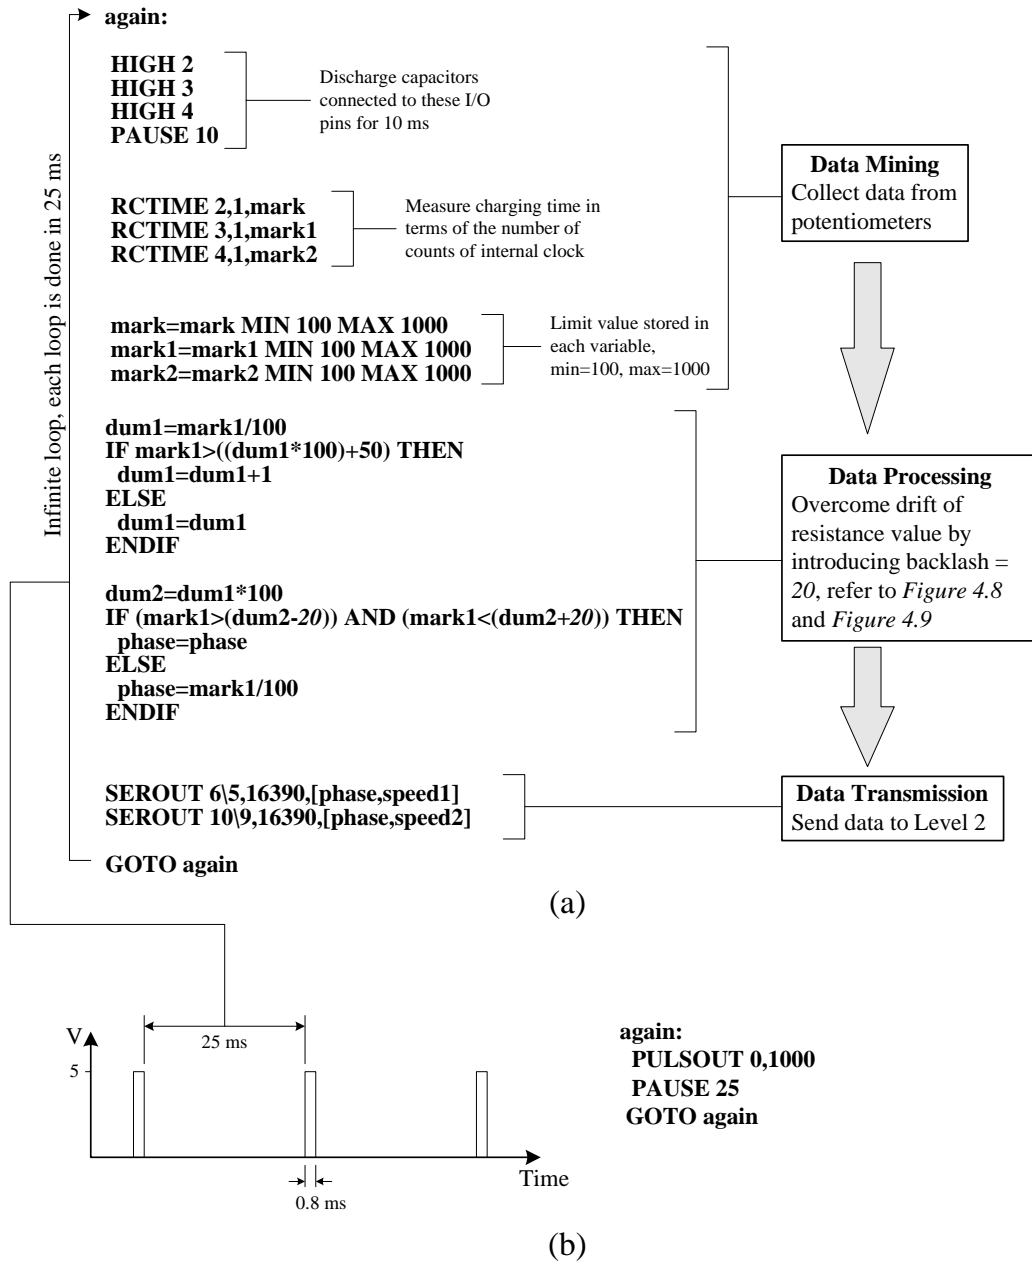 again:
HIGH 2
HIGH 3
HIGH 4
PAUSE 10
Discharge capacitors
connected to these I/O
pins for 10 ms
RCTIME 2,1,mark
RCTIME 3,1,mark1
RCTIME 4,1,mark2
Measure charging time in
terms of the number of
counts of internal clock
mark=mark MIN 100 MAX 1000
mark1=mark1 MIN 100 MAX 1000
mark2=mark2 MIN 100 MAX 1000
Limit value stored in
each variable,
min=100, max=1000
Data Mining
Collect data from
potentiometers
Infinite loop, each loop is done in 25 ms
dum1=mark1/100
IF mark1>((dum1*100)+50) THEN
dum1=dum1+1
ELSE
dum1=dum1
ENDIF
dum2=dum1*100
IF (mark1>(dum2-20)) AND (mark1<(dum2+20)) THEN
phase=phase
ELSE
phase=mark1/100
ENDIF
Data Processing
Overcome drift of
resistance value by
introducing backlash =
20, refer to Figure 4.8
and Figure 4.9
SEROUT 6\5,16390,[phase,speed1]
SEROUT 10\9,16390,[phase,speed2]
Data Transmission
Send data to Level 2
GOTO again
(a)
V
5
25 ms
0.8 ms
Time
again:
PULSOUT 0,1000
PAUSE 25
GOTO again
(b)